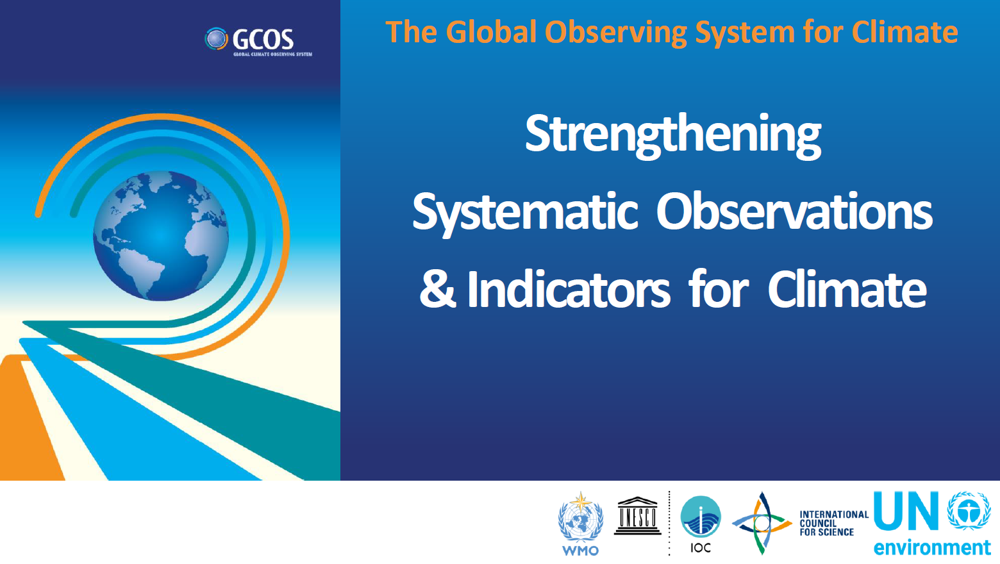 GCOS
GLOBAL CLIMATE OBSERVING SYSTEM
The Global Observing System for Climate
Strengthening
Systematic Observations
& Indicators for Climate
WMO
UNESCO
IOC
INTERNATIONAL
COUNCIL
FOR SCIENCE
UN
environment